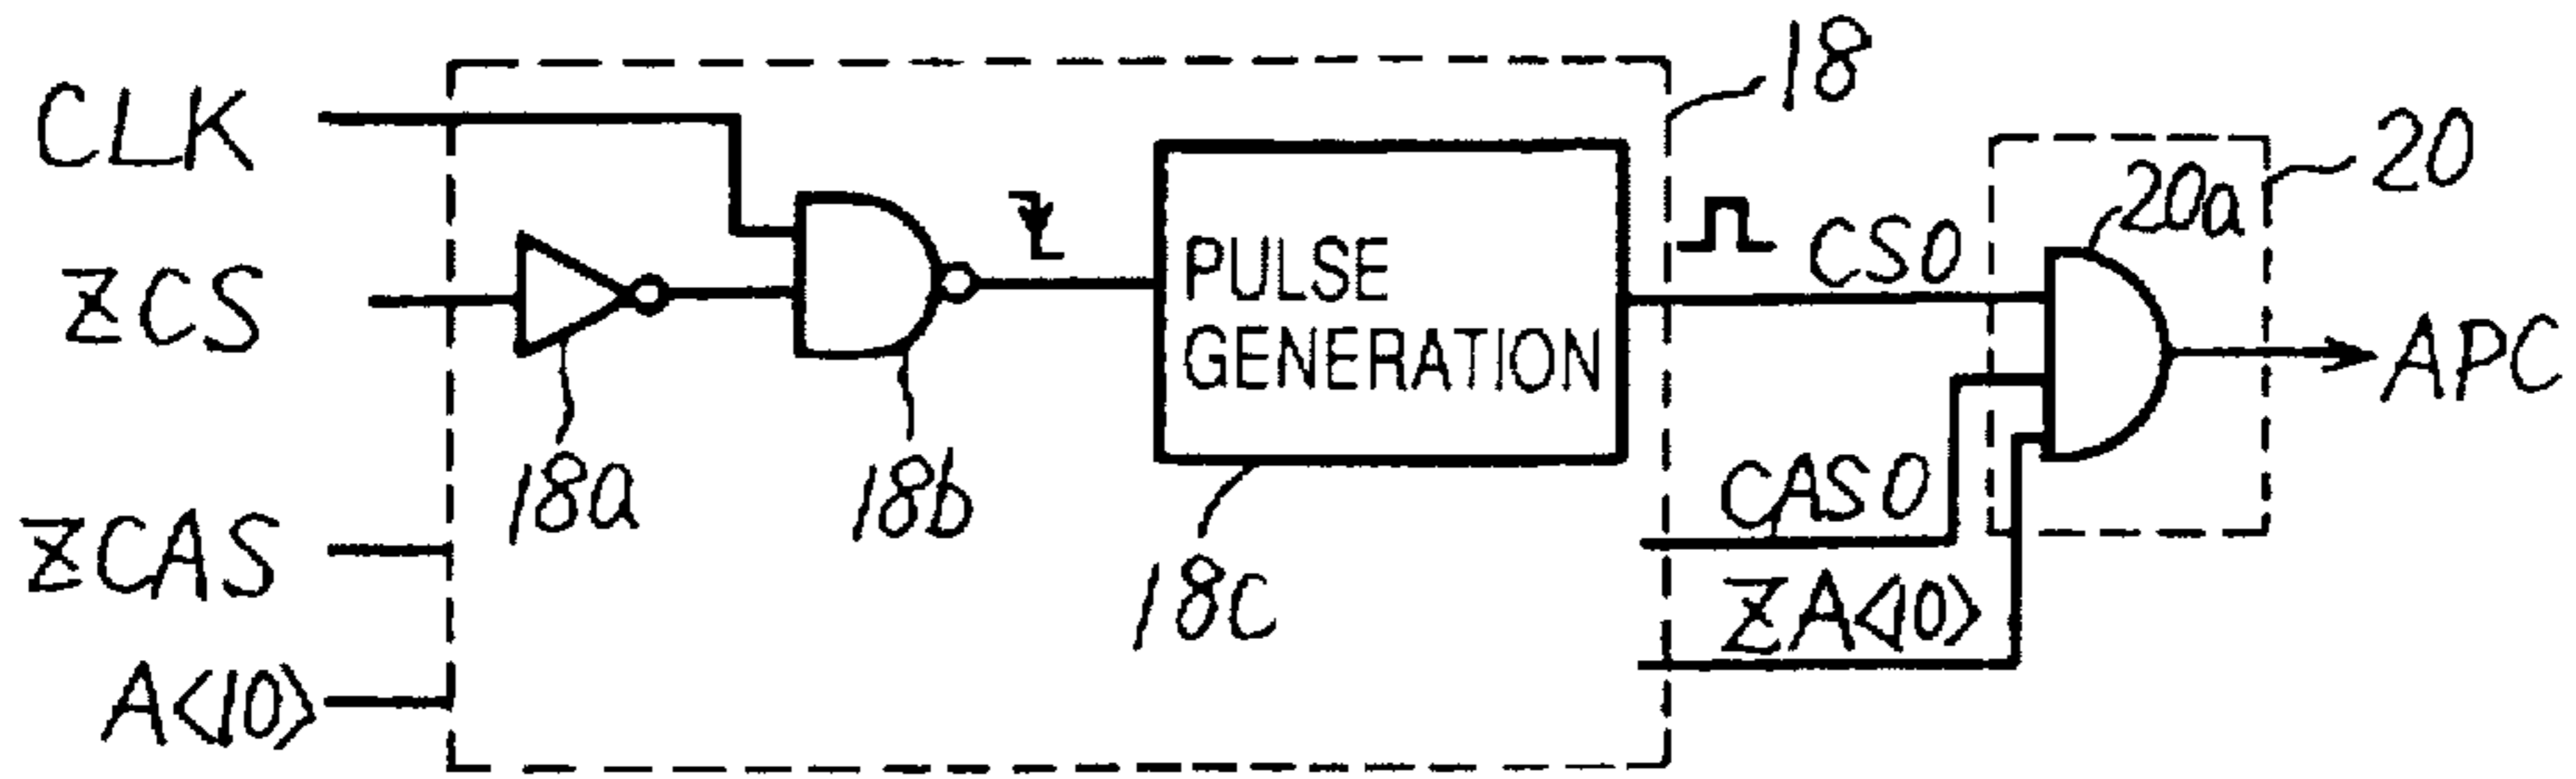 CLK
ZCS
ZCAS
A<10>
18a
18b
PULSE
GENERATION
18c
18
CS0
CAS0
ZA<10>
20
20a
APC